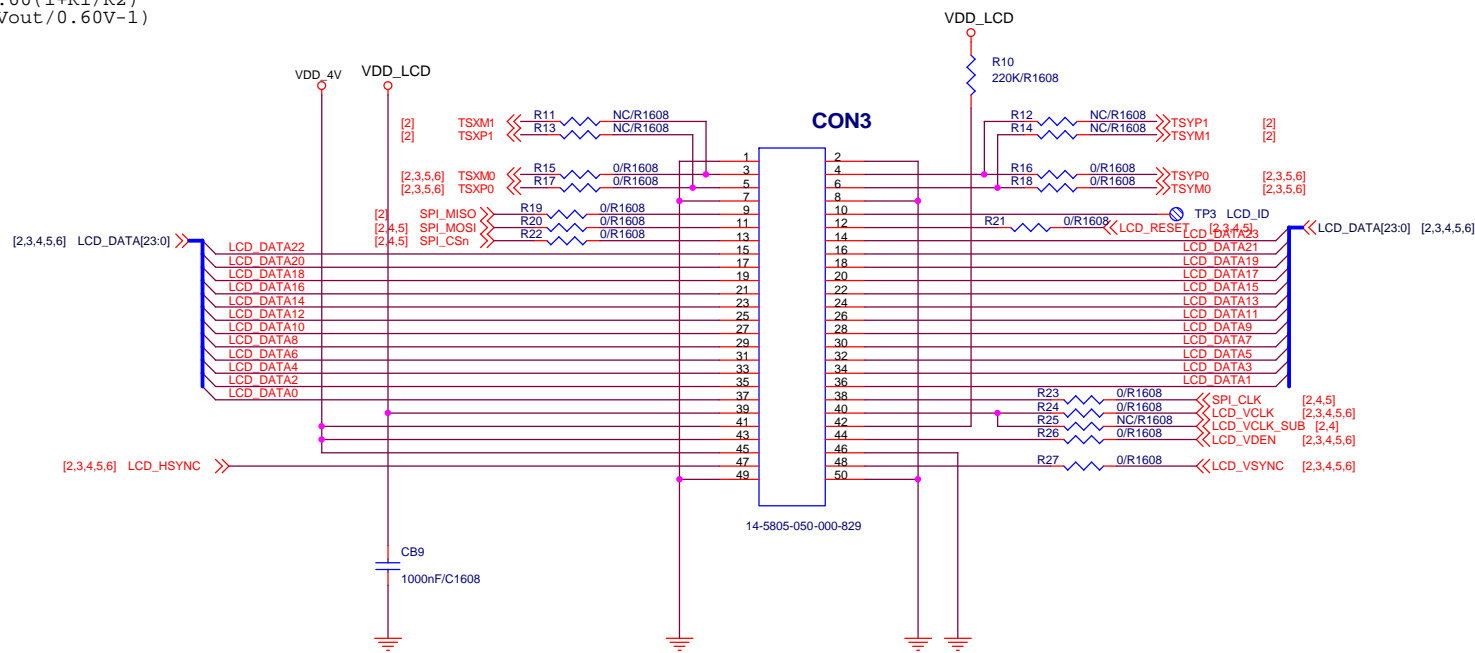 .60(1+R1/R2)
Vout/0.60V-1)
VDD_LCD
R10
220K/R1608
VDD_4V
VDD_LCD
CON3
[2] TSXM1 R11 NC/R1608
[2] TSXP1 R13 NC/R1608
R12 NC/R1608 TSYP1 [2]
R14 NC/R1608 TSYM1 [2]
[2,3,5,6] TSXM0 R15 0/R1608
[2,3,5,6] TSXP0 R17 0/R1608
R16 0/R1608 TSYP0 [2,3,5,6]
R18 0/R1608 TSYM0 [2,3,5,6]
[2] SPI_MISO R19 0/R1608
[2,4,5] SPI_MOSI R20 0/R1608
[2,4,5] SPI_CSn R22 0/R1608
TP3 LCD_ID
R21 0/R1608 LCD_RESET [2,3,4,5]
[2,3,4,5,6] LCD_DATA[23:0]
LCD_DATA[23:0] [2,3,4,5,6]
1 2
3 4
5 6
7 8
9 10
11 12
13 14 LCD_DATA23
LCD_DATA22 15 16 LCD_DATA21
LCD_DATA20 17 18 LCD_DATA19
LCD_DATA18 19 20 LCD_DATA17
LCD_DATA16 21 22 LCD_DATA15
LCD_DATA14 23 24 LCD_DATA13
LCD_DATA12 25 26 LCD_DATA11
LCD_DATA10 27 28 LCD_DATA9
LCD_DATA8 29 30 LCD_DATA7
LCD_DATA6 31 32 LCD_DATA5
LCD_DATA4 33 34 LCD_DATA3
LCD_DATA2 35 36 LCD_DATA1
LCD_DATA0 37 38 R23 0/R1608 SPI_CLK [2,4,5]
39 40 R24 0/R1608 LCD_VCLK [2,3,4,5,6]
41 42 R25 NC/R1608 LCD_VCLK_SUB [2,4]
43 44 R26 0/R1608 LCD_VDEN [2,3,4,5,6]
45 46
[2,3,4,5,6] LCD_HSYNC 47 48 R27 0/R1608 LCD_VSYNC [2,3,4,5,6]
49 50
14-5805-050-000-829
CB9
1000nF/C1608